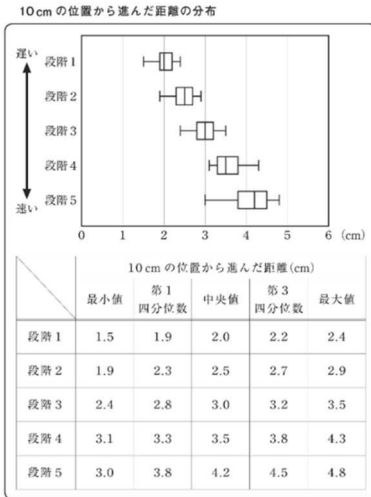 10cmの位置から進んだ距離の分布
遅い
段階1
段階2
段階3
段階4
段階5
速い
0 1 2 3 4 5 6 (cm)
10cmの位置から進んだ距離(cm)
最小値 第1四分位数 中央値 第3四分位数 最大値
段階1 1.5 1.9 2.0 2.2 2.4
段階2 1.9 2.3 2.5 2.7 2.9
段階3 2.4 2.8 3.0 3.2 3.5
段階4 3.1 3.3 3.5 3.8 4.3
段階5 3.0 3.8 4.2 4.5 4.8